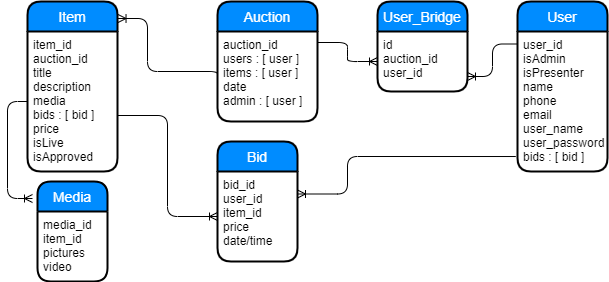 Item
item_id
auction_id
title
description
media
bids : [ bid ]
price
isLive
isApproved
Auction
auction_id
users : [ user ]
items : [ user ]
date
admin : [ user ]
User_Bridge
id
auction_id
user_id
User
user_id
isAdmin
isPresenter
name
phone
email
user_name
user_password
bids : [ bid ]
Media
media_id
item_id
pictures
video
Bid
bid_id
user_id
item_id
price
date/time